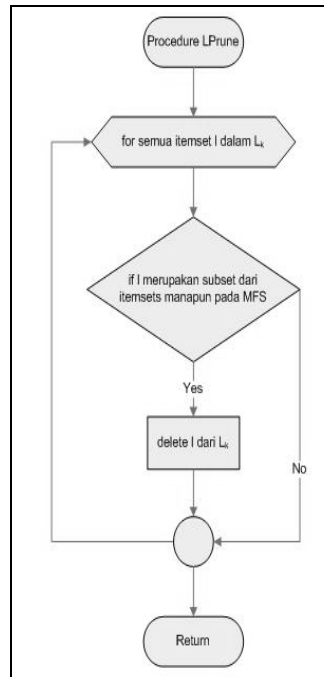 Procedure LPrune
for semua itemset I dalam Lₖ
if I merupakan subset dari
itemsets manapun pada MFS
Yes
delete I dari Lₖ
No
Return